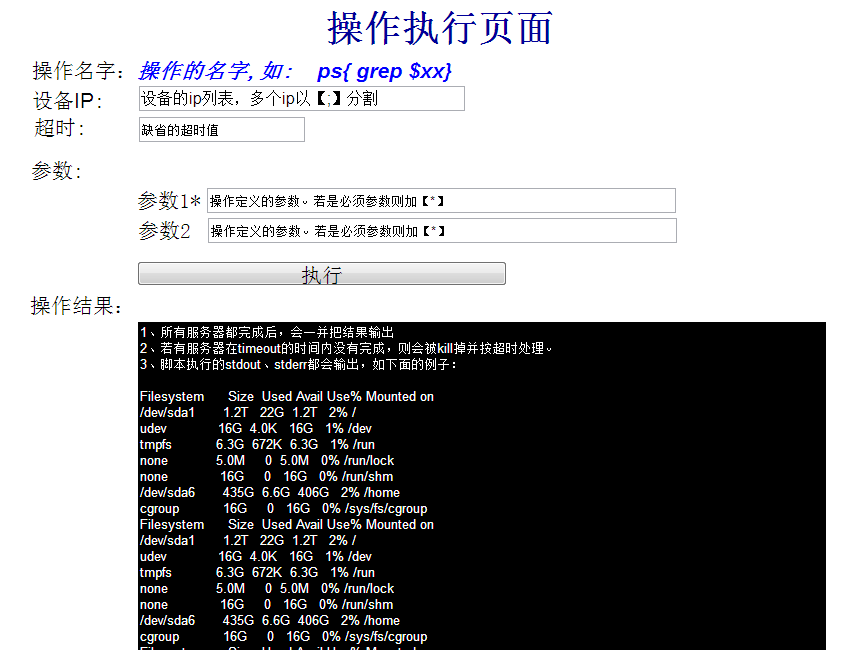 操作执行页面
操作名字： 操作的名字,如： ps{ grep $xx}
设备IP： 设备的ip列表，多个ip以【;】分割
超时： 缺省的超时值
参数：
参数1* 操作定义的参数。若是必须参数则加【*】
参数2 操作定义的参数。若是必须参数则加【*】
执行
操作结果：
1、所有服务器都完成后，会一并把结果输出
2、若有服务器在timeout的时间内没有完成，则会被kill掉并按超时处理。
3、脚本执行的stdout、stderr都会输出，如下面的例子：
Filesystem Size Used Avail Use% Mounted on
/dev/sda1 1.2T 22G 1.2T 2% /
udev 16G 4.0K 16G 1% /dev
tmpfs 6.3G 672K 6.3G 1% /run
none 5.0M 0 5.0M 0% /run/lock
none 16G 0 16G 0% /run/shm
/dev/sda6 435G 6.6G 406G 2% /home
cgroup 16G 0 16G 0% /sys/fs/cgroup
Filesystem Size Used Avail Use% Mounted on
/dev/sda1 1.2T 22G 1.2T 2% /
udev 16G 4.0K 16G 1% /dev
tmpfs 6.3G 672K 6.3G 1% /run
none 5.0M 0 5.0M 0% /run/lock
none 16G 0 16G 0% /run/shm
/dev/sda6 435G 6.6G 406G 2% /home
cgroup 16G 0 16G 0% /sys/fs/cgroup